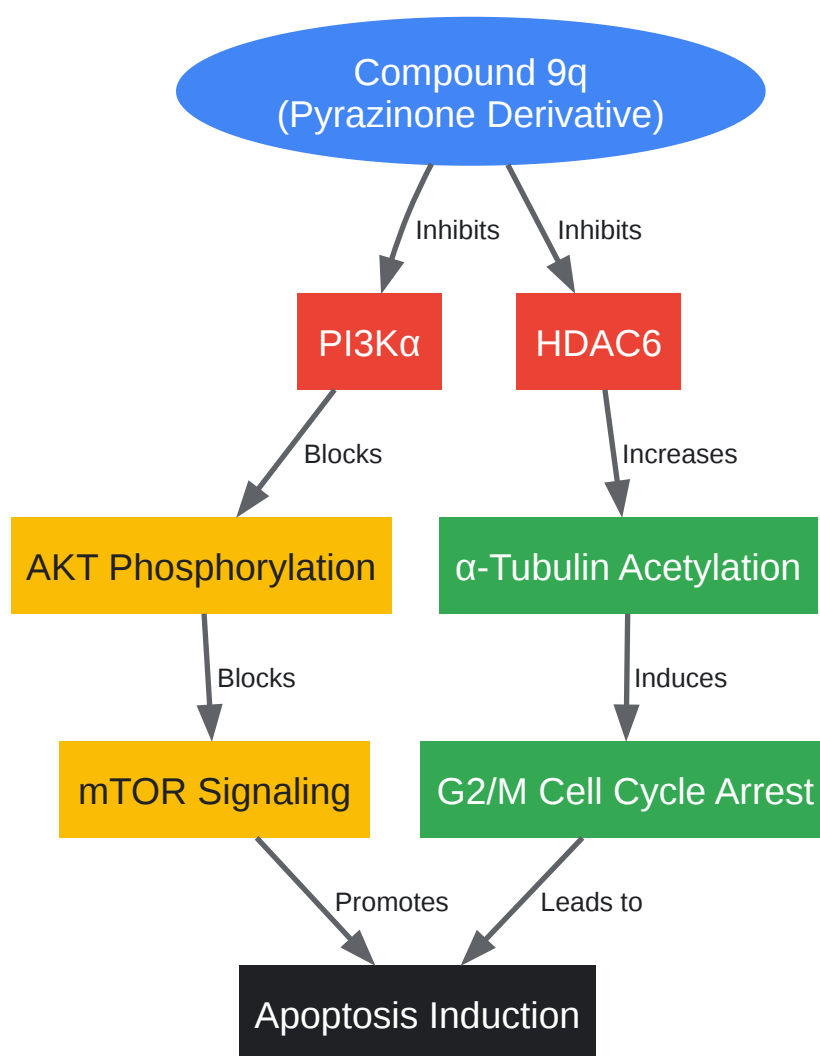 Compound 9q
(Pyrazinone Derivative)
Inhibits
Inhibits
PI3Kα
HDAC6
Blocks
Increases
AKT Phosphorylation
α-Tubulin Acetylation
Blocks
Induces
mTOR Signaling
G2/M Cell Cycle Arrest
Promotes
Leads to
Apoptosis Induction